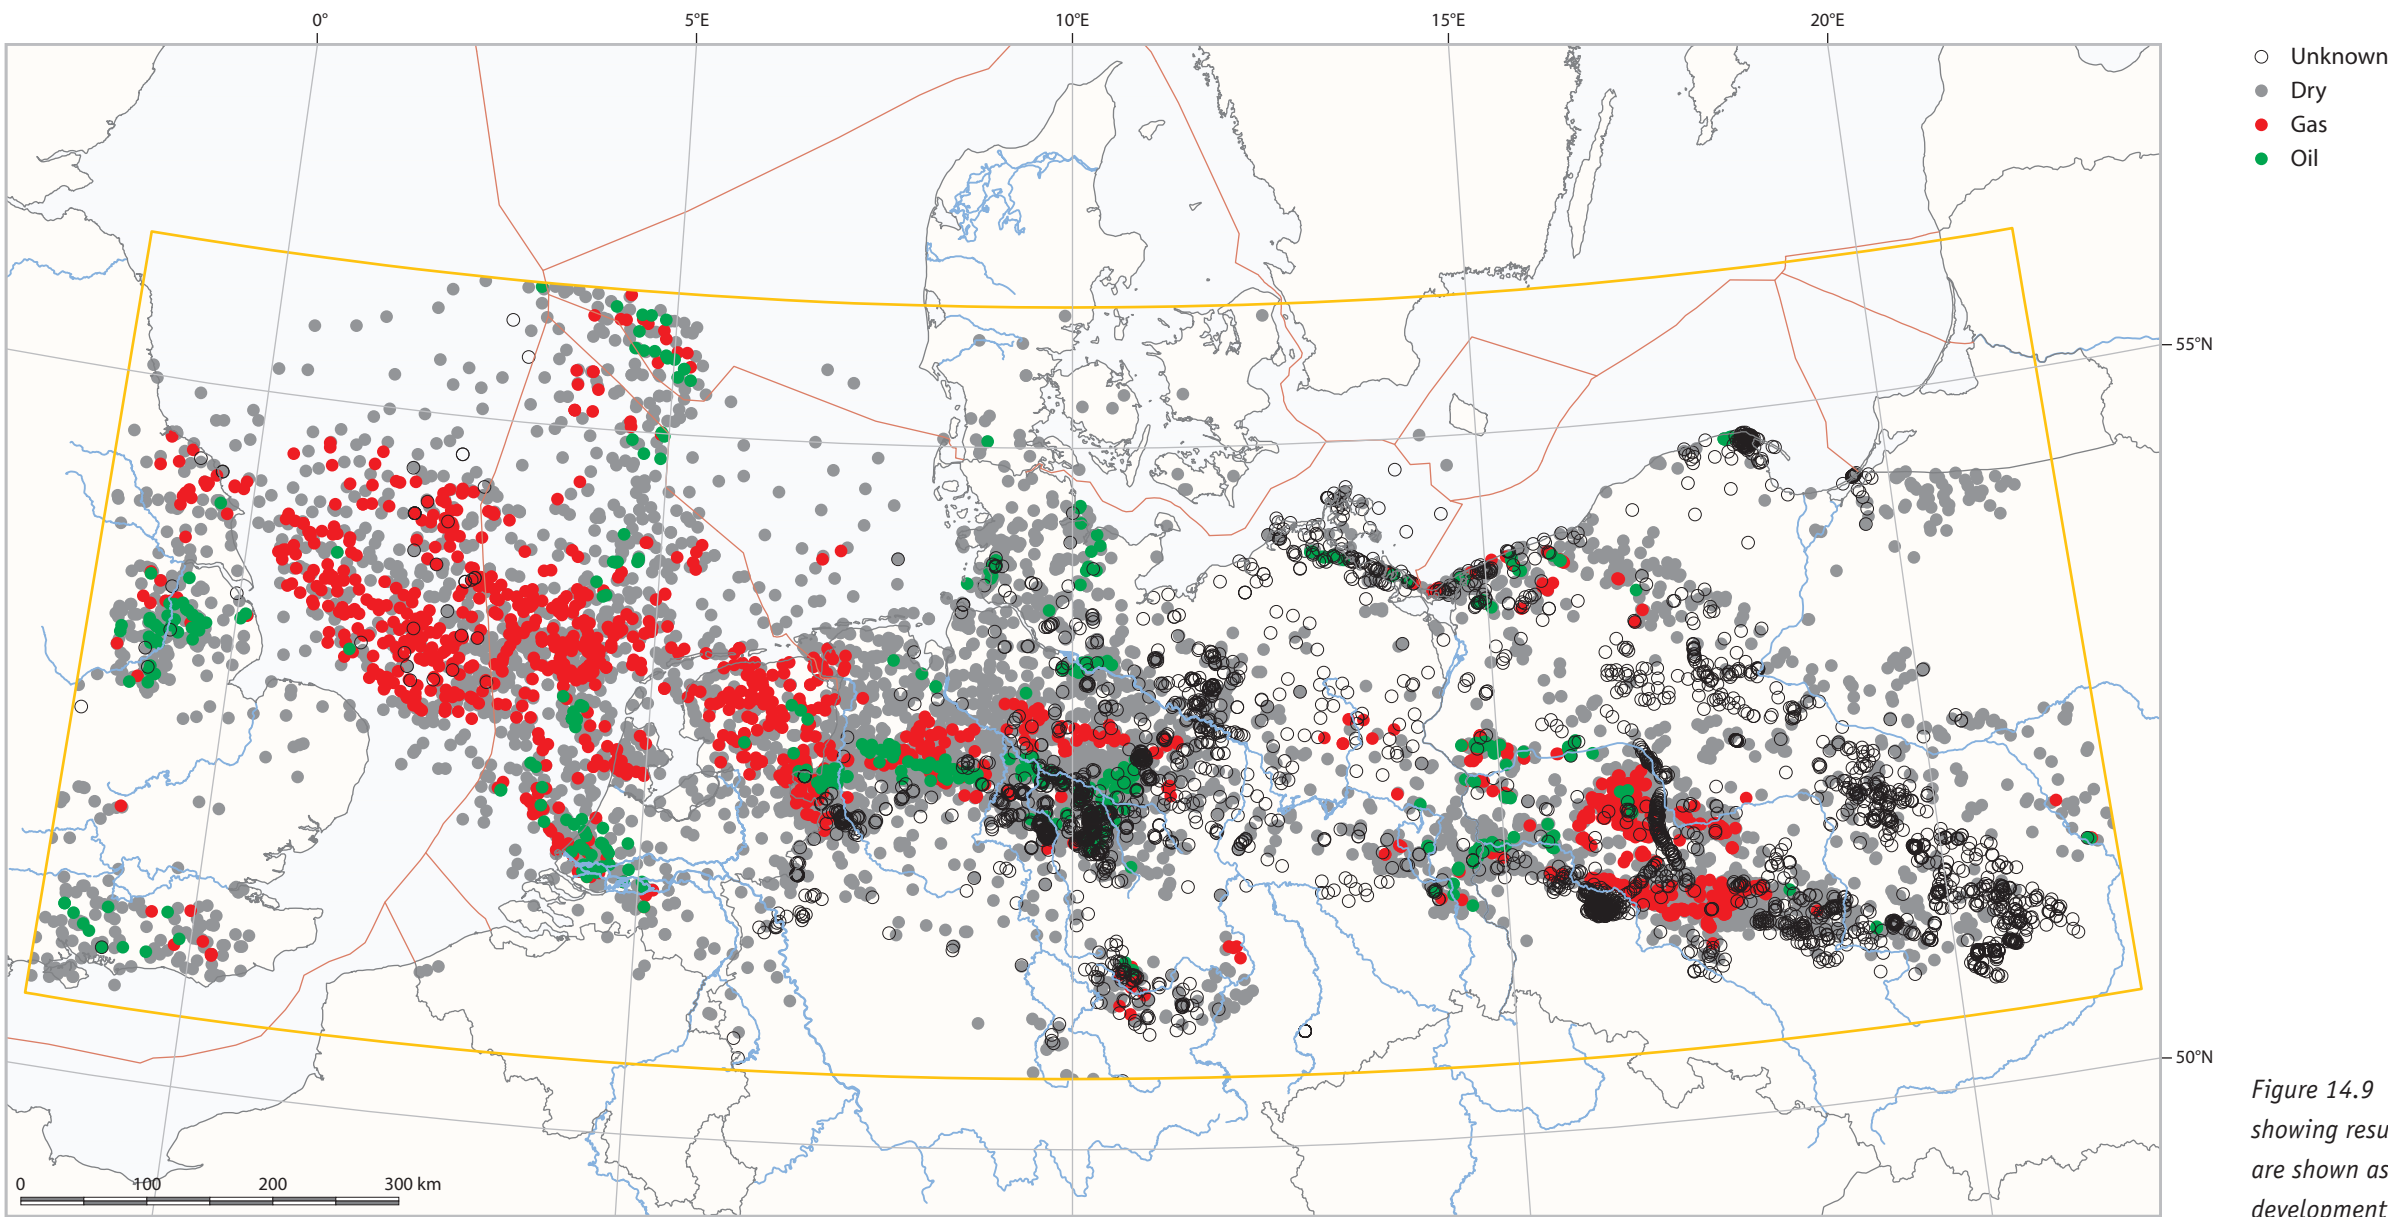 0°
5°E
10°E
15°E
20°E
Unknown
Dry
Gas
Oil
55°N
50°N
0
100
200
300 km
Figure 14.9
showing resu
are shown as
development